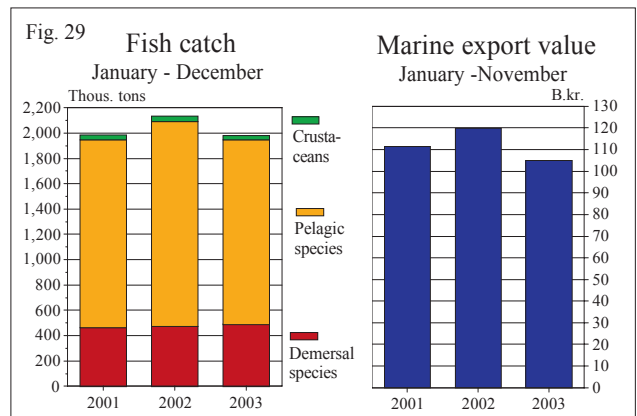 Fig. 29
Fish catch
January - December
Thous. tons
2,200
2,000
1,800
1,600
1,400
1,200
1,000
800
600
400
200
0
2001
2002
2003
Crusta-
ceans
Pelagic
species
Demersal
species
Marine export value
January -November
B.kr.
130
120
110
100
90
80
70
60
50
40
30
20
10
0
2001
2002
2003